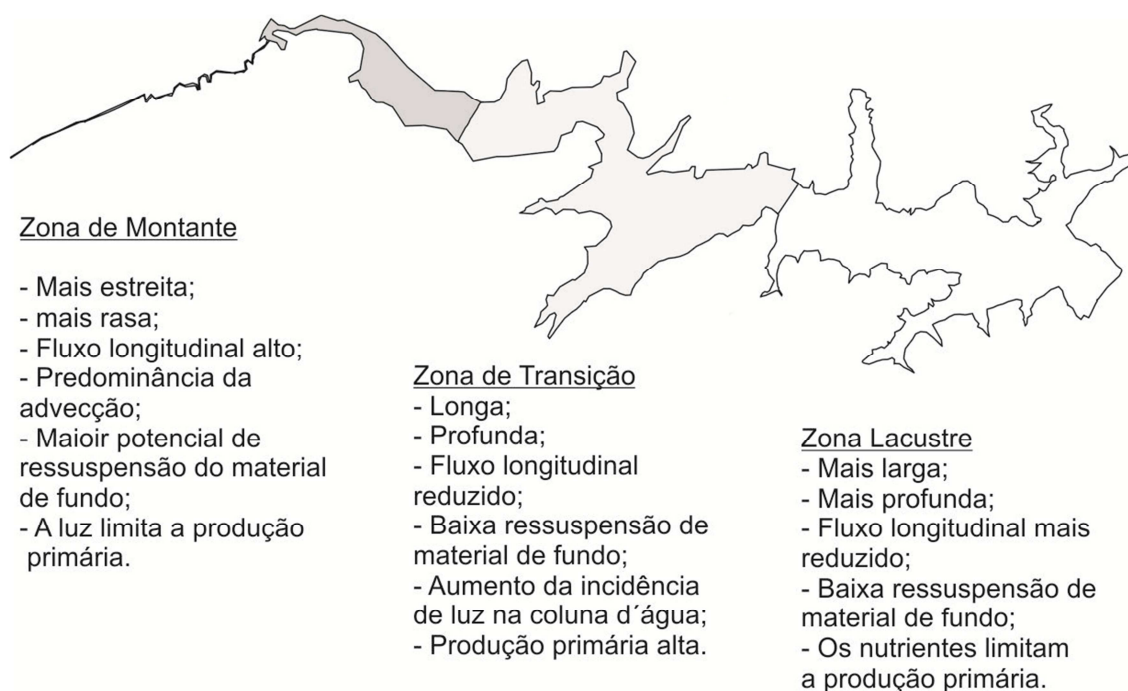 Zona de Montante
- Mais estreita;
- mais rasa;
- Fluxo longitudinal alto;
- Predominância da
advecção;
- Maioir potencial de
ressuspensão do material
de fundo;
- A luz limita a produção
primária.
Zona de Transição
- Longa;
- Profunda;
- Fluxo longitudinal
reduzido;
- Baixa ressuspensão de
material de fundo;
- Aumento da incidência
de luz na coluna d´água;
- Produção primária alta.
Zona Lacustre
- Mais larga;
- Mais profunda;
- Fluxo longitudinal mais
reduzido;
- Baixa ressuspensão de
material de fundo;
- Os nutrientes limitam
a produção primária.